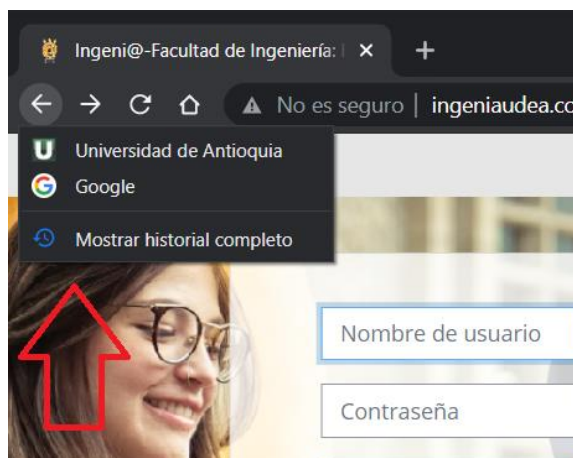 Ingeni@-Facultad de Ingeniería:
No es seguro | ingeniaudea.co
Universidad de Antioquia
Google
Mostrar historial completo
Nombre de usuario
Contraseña